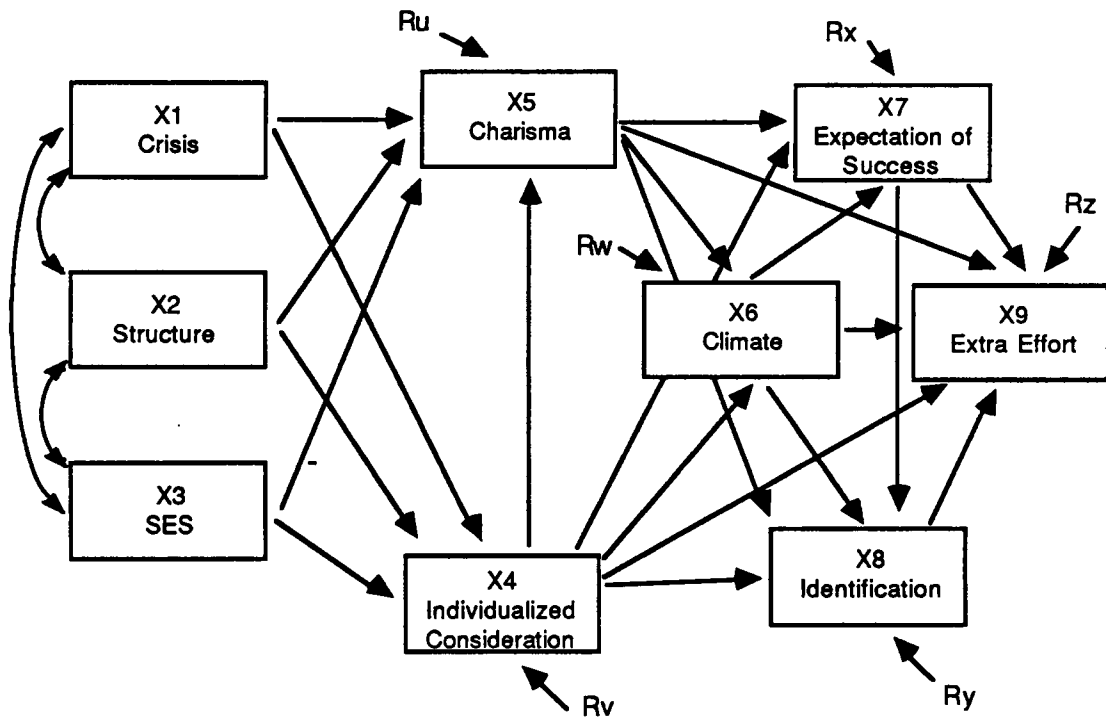 Ru
Rx
X1
Crisis
X5
Charisma
X7
Expectation of
Success
Rw
Rz
X2
Structure
X6
Climate
X9
Extra Effort
X3
SES
X4
Individualized
Consideration
X8
Identification
Rv
Ry